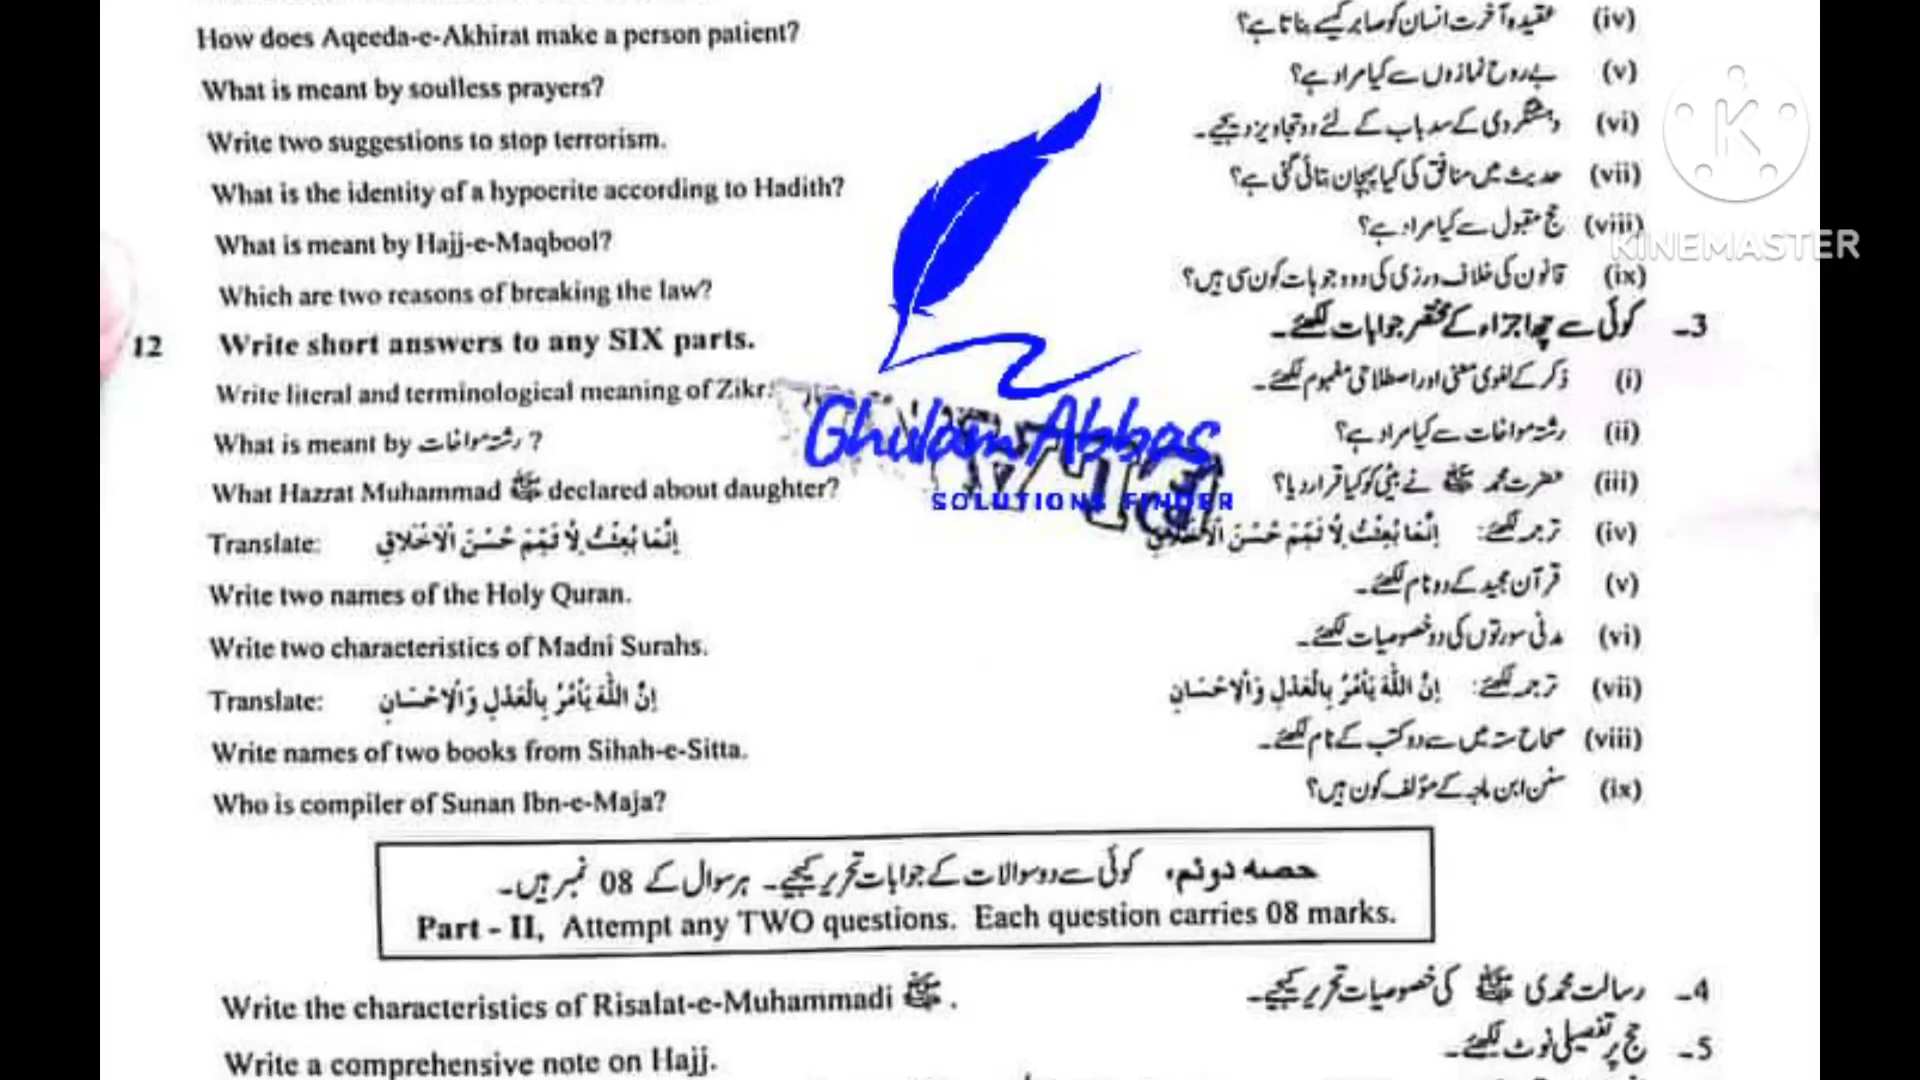 How does Aqeeda-e-Akhirat make a person patient? عقیدہ آخرت انسان کو صابر کیسے بناتا ہے؟ (iv)
What is meant by soulless prayers? بے روح نمازوں سے کیا مراد ہے؟ (v)
Write two suggestions to stop terrorism. دہشتگردی کے سدباب کے لئے دو تجاویز دیجیے۔ (vi)
What is the identity of a hypocrite according to Hadith? حدیث میں منافق کی کیا پہچان بتائی گئی ہے؟ (vii)
What is meant by Hajj-e-Maqbool? حج مقبول سے کیا مراد ہے؟ (viii)
KINEMASTER
Which are two reasons of breaking the law? قانون کی خلاف ورزی کی دو وجوہات کون سی ہیں؟ (ix)
12 Write short answers to any SIX parts. کوئی سے چھ اجزاء کے مختصر جوابات لکھئے۔ 3-
Write literal and terminological meaning of Zikr. ذکر کے لغوی معنی اور اصطلاحی مفہوم لکھئے۔ (i)
What is meant by رشتہ مواخات ? رشتہ مواخات سے کیا مراد ہے؟ (ii)
Ghulam Abbas
SOLUTIONS FINDER
What Hazrat Muhammad ﷺ declared about daughter? حضرت محمد ﷺ نے بیٹی کو کیا قرار دیا؟ (iii)
Translate: اِنَّمَا بُعِثْتُ لِاُ تَمِّمَ حُسْنَ الْاَخْلَاقِ ترجمہ لکھئے: اِنَّمَا بُعِثْتُ لِاُ تَمِّمَ حُسْنَ الْاَخْلَاقِ (iv)
Write two names of the Holy Quran. قرآن مجید کے دو نام لکھئے۔ (v)
Write two characteristics of Madni Surahs. مدنی سورتوں کی دو خصوصیات لکھئے۔ (vi)
Translate: اِنَّ اللّٰهَ يَاْمُرُ بِالْعَدْلِ وَالْاِحْسَانِ ترجمہ لکھئے: اِنَّ اللّٰهَ يَاْمُرُ بِالْعَدْلِ وَالْاِحْسَانِ (vii)
Write names of two books from Sihah-e-Sitta. صحاح ستہ میں سے دو کتب کے نام لکھئے۔ (viii)
Who is compiler of Sunan Ibn-e-Maja? سنن ابن ماجہ کے مؤلف کون ہیں؟ (ix)
حصہ دوئم، کوئی سے دو سوالات کے جوابات تحریر کیجیے۔ ہر سوال کے 08 نمبر ہیں۔
Part - II, Attempt any TWO questions. Each question carries 08 marks.
Write the characteristics of Risalat-e-Muhammadi ﷺ . رسالت محمدی ﷺ کی خصوصیات تحریر کیجیے۔ 4-
Write a comprehensive note on Hajj. حج پر تفصیلی نوٹ لکھئے۔ 5-